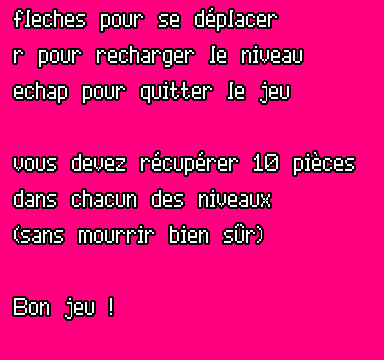 fleches pour se déplacer
r pour recharger le niveau
echap pour quitter le jeu
vous devez récupérer 10 pièces
dans chacun des niveaux
(sans mourrir bien sÛr)
Bon jeu !